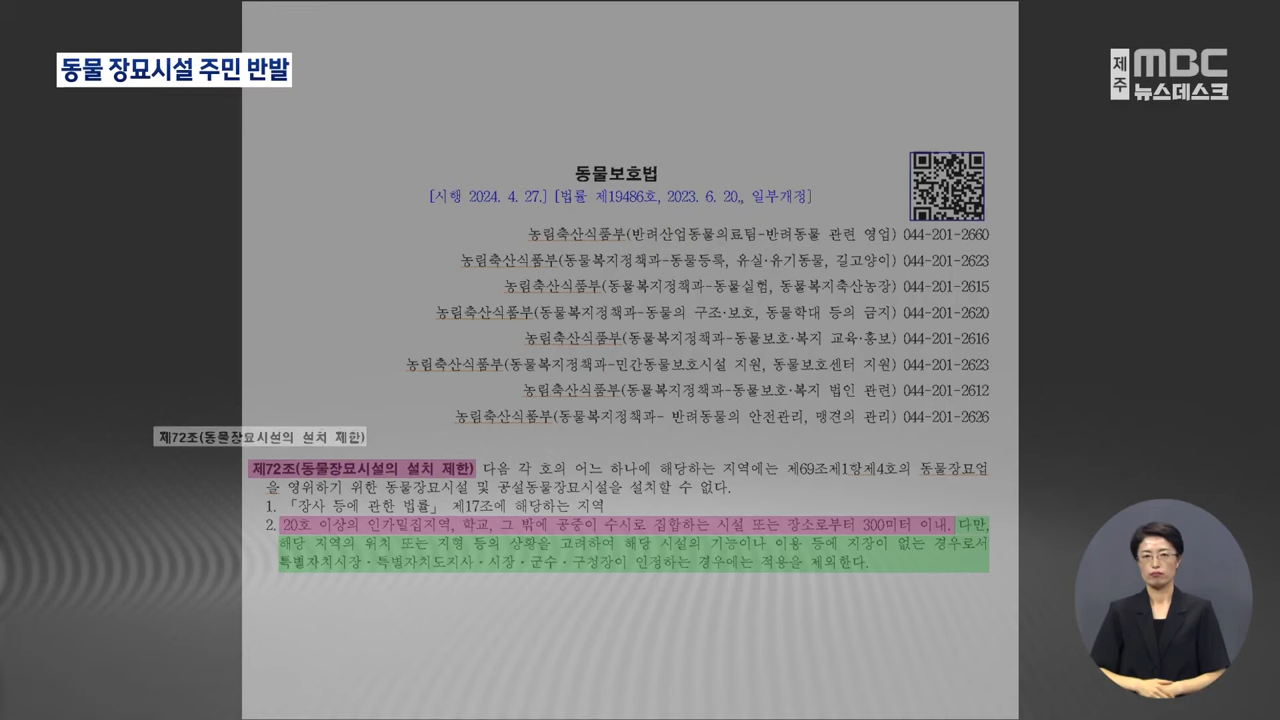 동물 장묘시설 주민 반발
제주 MBC
뉴스데스크
동물보호법
[시행 2024. 4. 27.] [법률 제19486호, 2023. 6. 20., 일부개정]
농림축산식품부(반려산업동물의료팀-반려동물 관련 영업) 044-201-2660
농림축산식품부(동물복지정책과-동물등록, 유실·유기동물, 길고양이) 044-201-2623
농림축산식품부(동물복지정책과-동물실험, 동물복지축산농장) 044-201-2615
농림축산식품부(동물복지정책과-동물의 구조·보호, 동물학대 등의 금지) 044-201-2620
농림축산식품부(동물복지정책과-동물보호·복지 교육·홍보) 044-201-2616
농림축산식품부(동물복지정책과-민간동물보호시설 지원, 동물보호센터 지원) 044-201-2623
농림축산식품부(동물복지정책과-동물보호·복지 법인 관련) 044-201-2612
농림축산식품부(동물복지정책과- 반려동물의 안전관리, 맹견의 관리) 044-201-2626
제72조(동물장묘시설의 설치 제한)
제72조(동물장묘시설의 설치 제한) 다음 각 호의 어느 하나에 해당하는 지역에는 제69조제1항제4호의 동물장묘업
을 영위하기 위한 동물장묘시설 및 공설동물장묘시설을 설치할 수 없다.
1. 「장사 등에 관한 법률」 제17조에 해당하는 지역
2. 20호 이상의 인가밀집지역, 학교, 그 밖에 공중이 수시로 집합하는 시설 또는 장소로부터 300미터 이내. 다만,
해당 지역의 위치 또는 지형 등의 상황을 고려하여 해당 시설의 기능이나 이용 등에 지장이 없는 경우로서
특별자치시장·특별자치도지사·시장·군수·구청장이 인정하는 경우에는 적용을 제외한다.